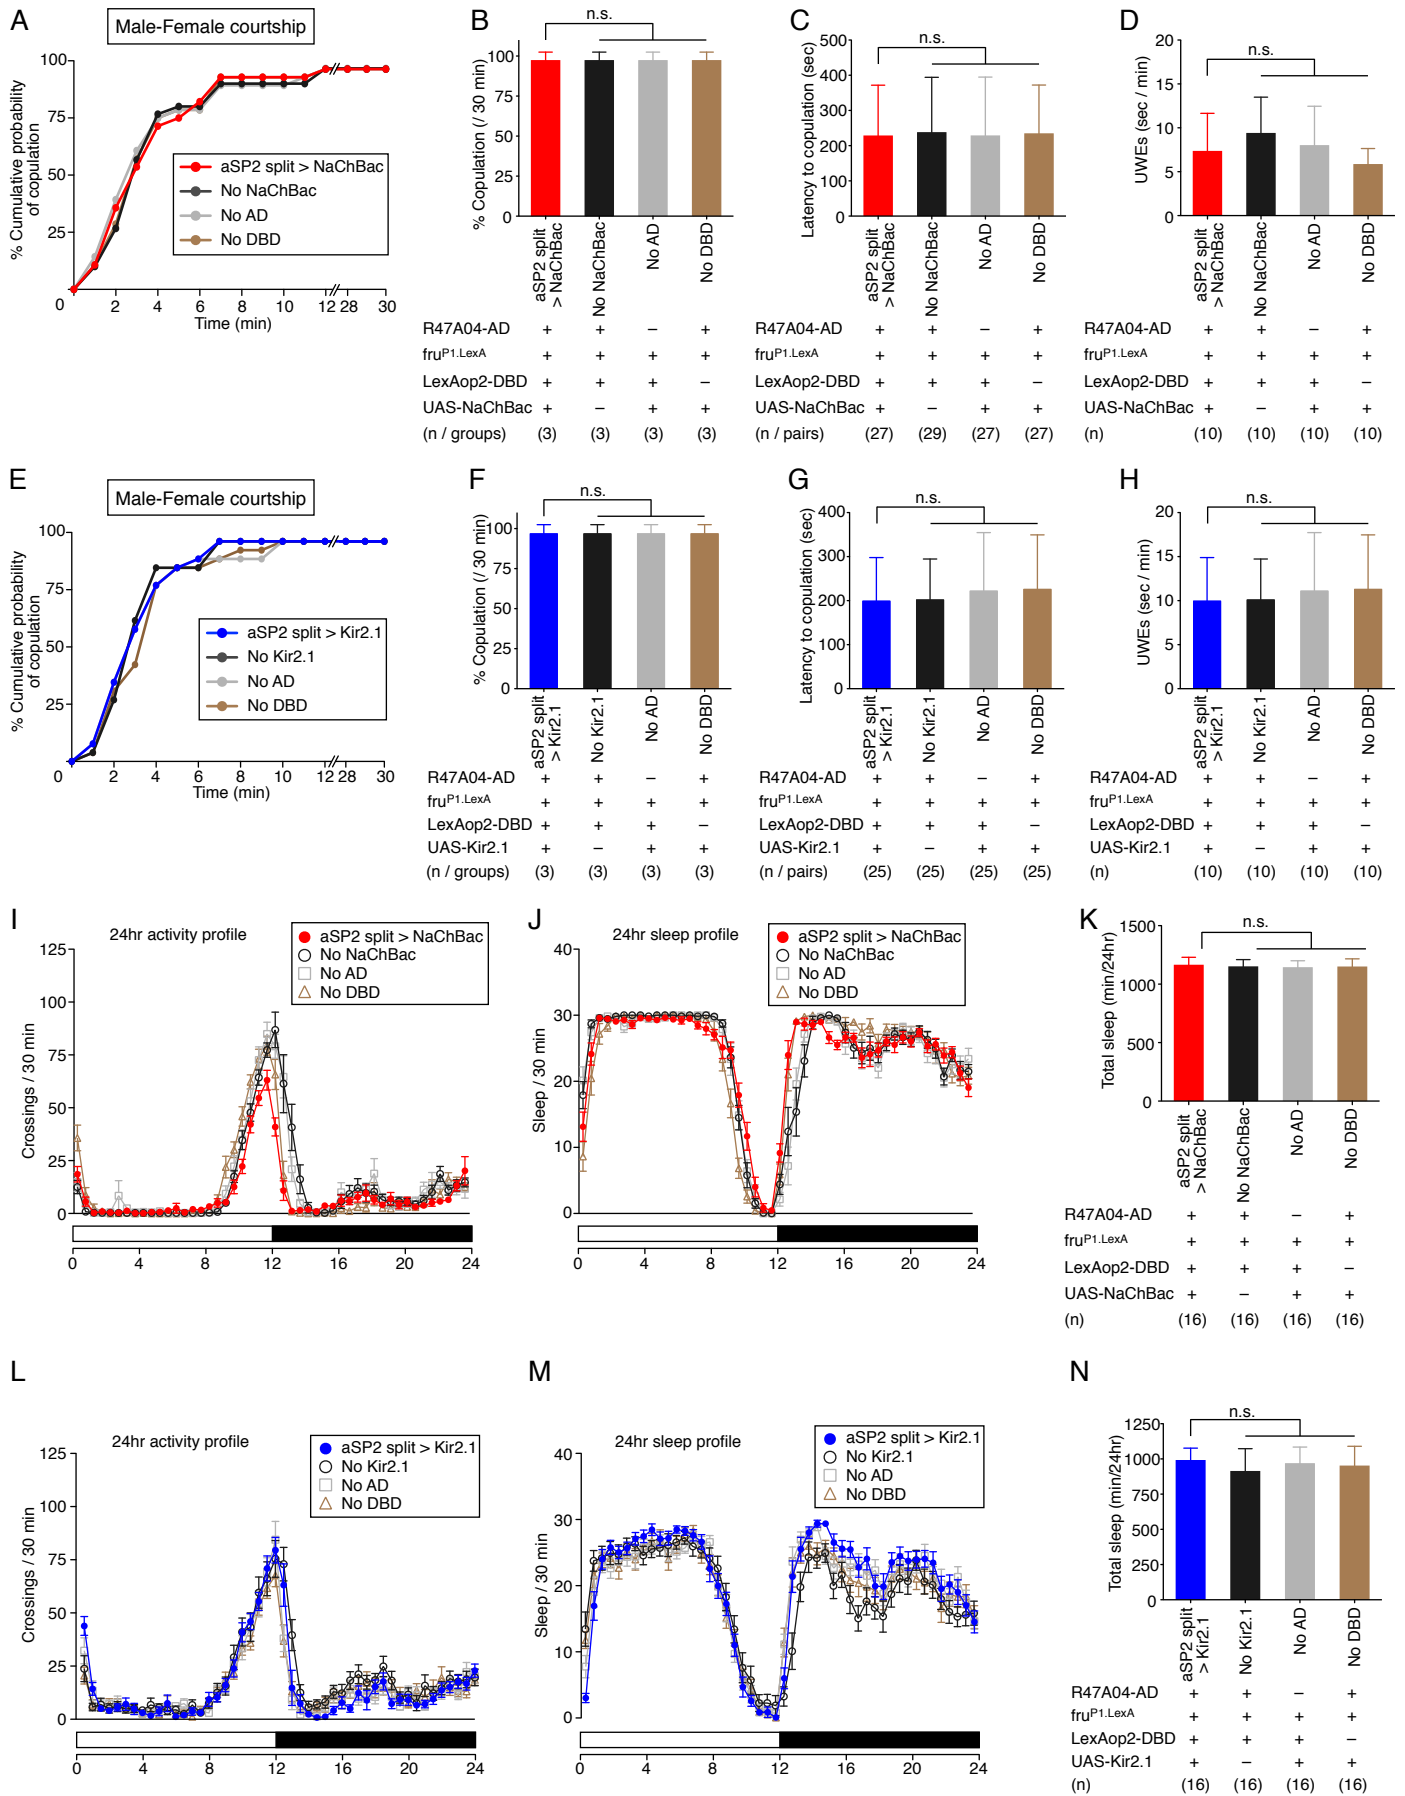 A
Male-Female courtship
% Cumulative probability
of copulation
100
75
50
25
0
2
4
6
8
10
12
28
30
Time (min)
aSP2 split > NaChBac
No NaChBac
No AD
No DBD
B
n.s.
% Copulation (/ 30 min)
100
75
50
25
0
aSP2 split
> NaChBac
No NaChBac
No AD
No DBD
R47A04-AD + + – +
fruP1.LexA + + + +
LexAop2-DBD + + + –
UAS-NaChBac + – + +
(n / groups) (3) (3) (3) (3)
C
n.s.
Latency to copulation (sec)
500
400
300
200
100
0
aSP2 split
> NaChBac
No NaChBac
No AD
No DBD
R47A04-AD + + – +
fruP1.LexA + + + +
LexAop2-DBD + + + –
UAS-NaChBac + – + +
(n / pairs) (27) (29) (27) (27)
D
n.s.
UWEs (sec / min)
20
15
10
5
0
aSP2 split
> NaChBac
No NaChBac
No AD
No DBD
R47A04-AD + + – +
fruP1.LexA + + + +
LexAop2-DBD + + + –
UAS-NaChBac + – + +
(n) (10) (10) (10) (10)
E
Male-Female courtship
% Cumulative probability
of copulation
100
75
50
25
0
2
4
6
8
10
12
28
30
Time (min)
aSP2 split > Kir2.1
No Kir2.1
No AD
No DBD
F
n.s.
% Copulation (/ 30 min)
100
75
50
25
0
aSP2 split
> Kir2.1
No Kir2.1
No AD
No DBD
R47A04-AD + + – +
fruP1.LexA + + + +
LexAop2-DBD + + + –
UAS-Kir2.1 + – + +
(n / groups) (3) (3) (3) (3)
G
n.s.
Latency to copulation (sec)
400
300
200
100
0
aSP2 split
> Kir2.1
No Kir2.1
No AD
No DBD
R47A04-AD + + – +
fruP1.LexA + + + +
LexAop2-DBD + + + –
UAS-Kir2.1 + – + +
(n / pairs) (25) (25) (25) (25)
H
n.s.
UWEs (sec / min)
20
15
10
5
0
aSP2 split
> Kir2.1
No Kir2.1
No AD
No DBD
R47A04-AD + + – +
fruP1.LexA + + + +
LexAop2-DBD + + + –
UAS-Kir2.1 + – + +
(n) (10) (10) (10) (10)
I
24hr activity profile
aSP2 split > NaChBac
No NaChBac
No AD
No DBD
Crossings / 30 min
125
100
75
50
25
0
0 4 8 12 16 20 24
J
24hr sleep profile
aSP2 split > NaChBac
No NaChBac
No AD
No DBD
Sleep / 30 min
40
30
20
10
0
0 4 8 12 16 20 24
K
n.s.
Total sleep (min/24hr)
1500
1000
500
0
aSP2 split
> NaChBac
No NaChBac
No AD
No DBD
R47A04-AD + + – +
fruP1.LexA + + + +
LexAop2-DBD + + + –
UAS-NaChBac + – + +
(n) (16) (16) (16) (16)
L
24hr activity profile
aSP2 split > Kir2.1
No Kir2.1
No AD
No DBD
Crossings / 30 min
125
100
75
50
25
0
0 4 8 12 16 20 24
M
24hr sleep profile
aSP2 split > Kir2.1
No Kir2.1
No AD
No DBD
Sleep / 30 min
40
30
20
10
0
0 4 8 12 16 20 24
N
n.s.
Total sleep (min/24hr)
1250
1000
750
500
250
0
aSP2 split
> Kir2.1
No Kir2.1
No AD
No DBD
R47A04-AD + + – +
fruP1.LexA + + + +
LexAop2-DBD + + + –
UAS-Kir2.1 + – + +
(n) (16) (16) (16) (16)